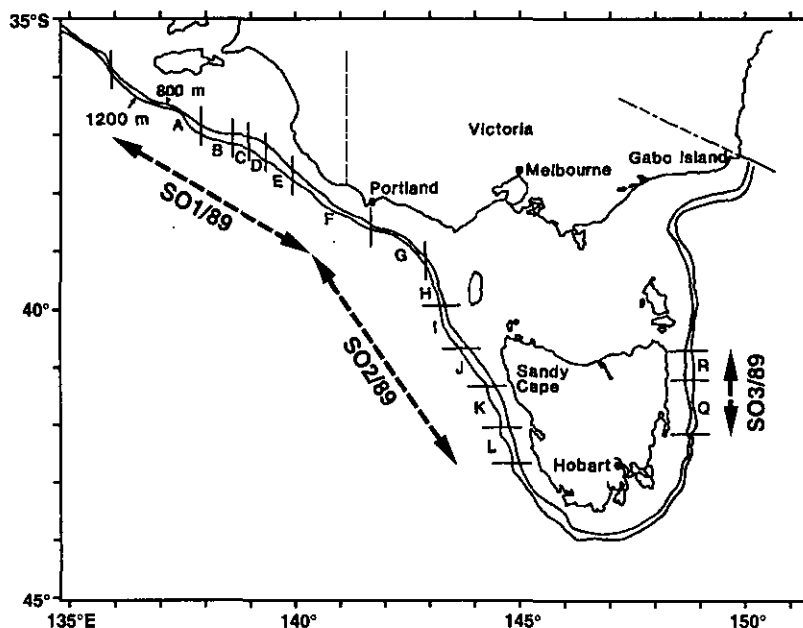 35°S
800 m
1200 m
A
B
C
D
E
F
G
H
I
J
K
L
Victoria
Melbourne
Gabo Island
Portland
SO1/89
SO2/89
40°
Sandy
Cape
Hobart
R
Q
SO3/89
45°
135°E
140°
145°
150°